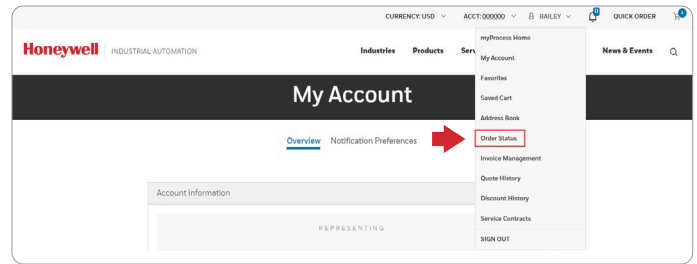 CURRENCY: USD ACCT: 000000 BAILEY 0 QUICK ORDER 1
Honeywell INDUSTRIAL AUTOMATION Industries Products Serv News & Events
My Account
Overview Notification Preferences
Account Information
REPRESENTING
myProcess Home
My Account
Favorites
Saved Cart
Address Book
Order Status
Invoice Management
Quote History
Discount History
Service Contracts
SIGN OUT